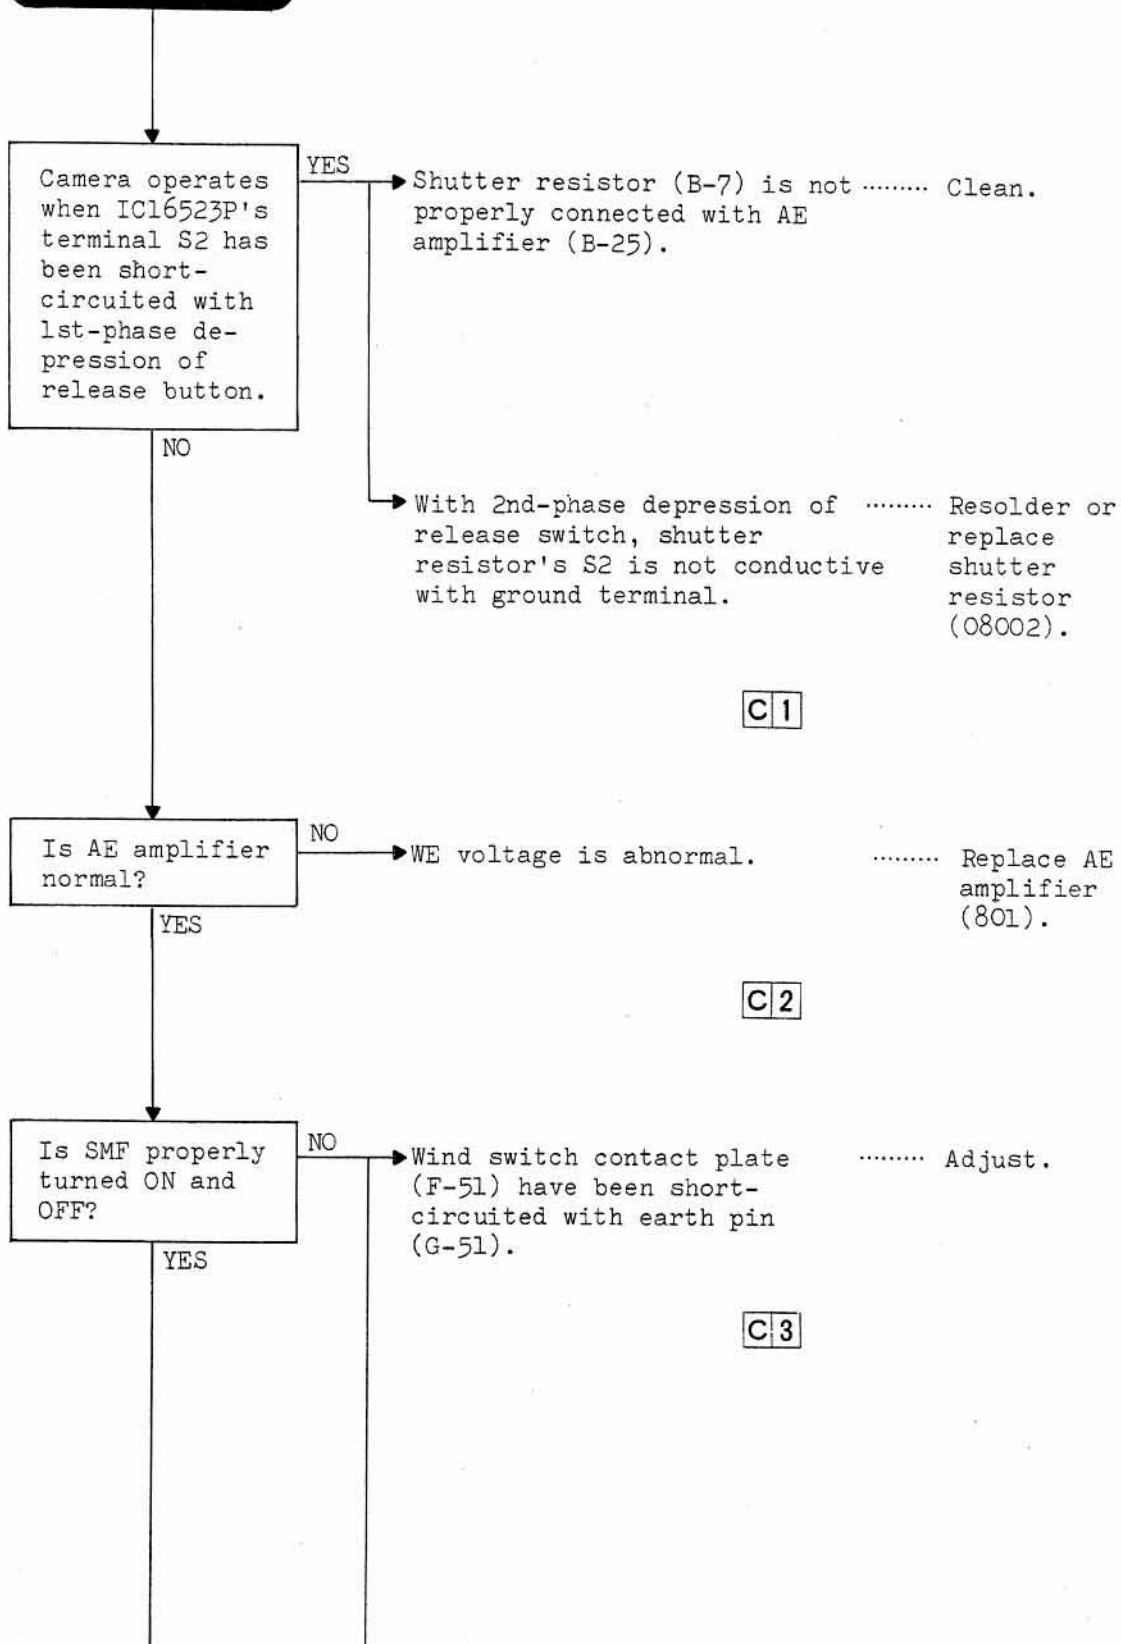 Camera operates
when IC16523P's
terminal S2 has
been short-
circuited with
1st-phase de-
pression of
release button.
YES
Shutter resistor (B-7) is not ········· Clean.
properly connected with AE
amplifier (B-25).
NO
With 2nd-phase depression of ········· Resolder or
release switch, shutter replace
resistor's S2 is not conductive shutter
with ground terminal. resistor
(08002).
C 1
Is AE amplifier
normal?
NO
WE voltage is abnormal. ········· Replace AE
amplifier
(801).
YES
C 2
Is SMF properly
turned ON and
OFF?
NO
Wind switch contact plate ········· Adjust.
(F-51) have been short-
circuited with earth pin
(G-51).
YES
C 3